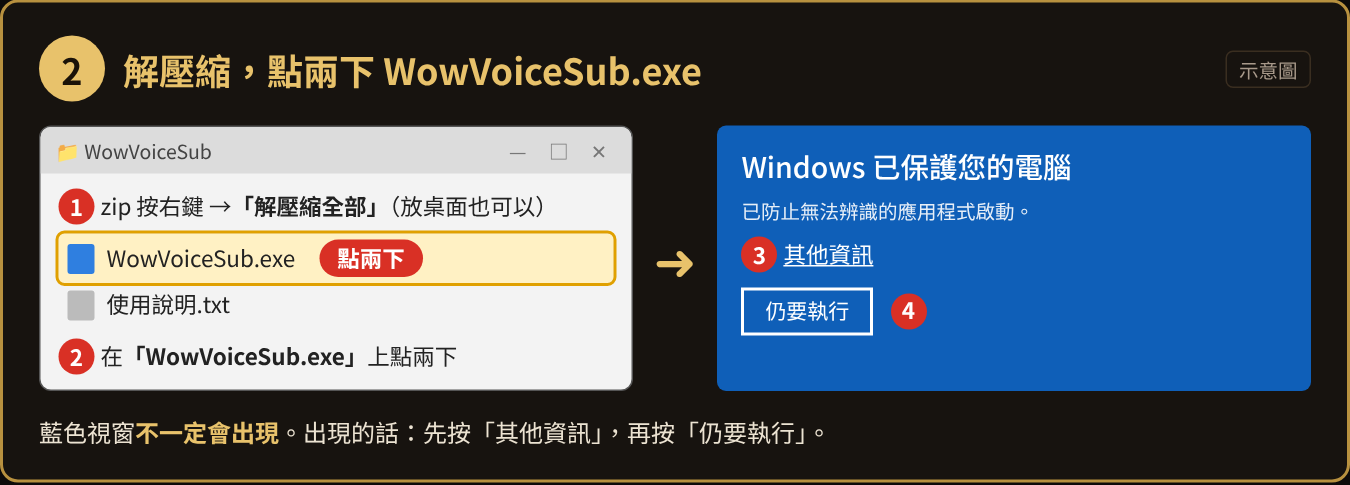 2 解壓縮，點兩下 WowVoiceSub.exe
示意圖
WowVoiceSub
1 zip 按右鍵 →「解壓縮全部」（放桌面也可以）
WowVoiceSub.exe 點兩下
使用說明.txt
2 在「WowVoiceSub.exe」上點兩下
Windows 已保護您的電腦
已防止無法辨識的應用程式啟動。
3 其他資訊
仍要執行 4
藍色視窗不一定會出現。出現的話：先按「其他資訊」，再按「仍要執行」。